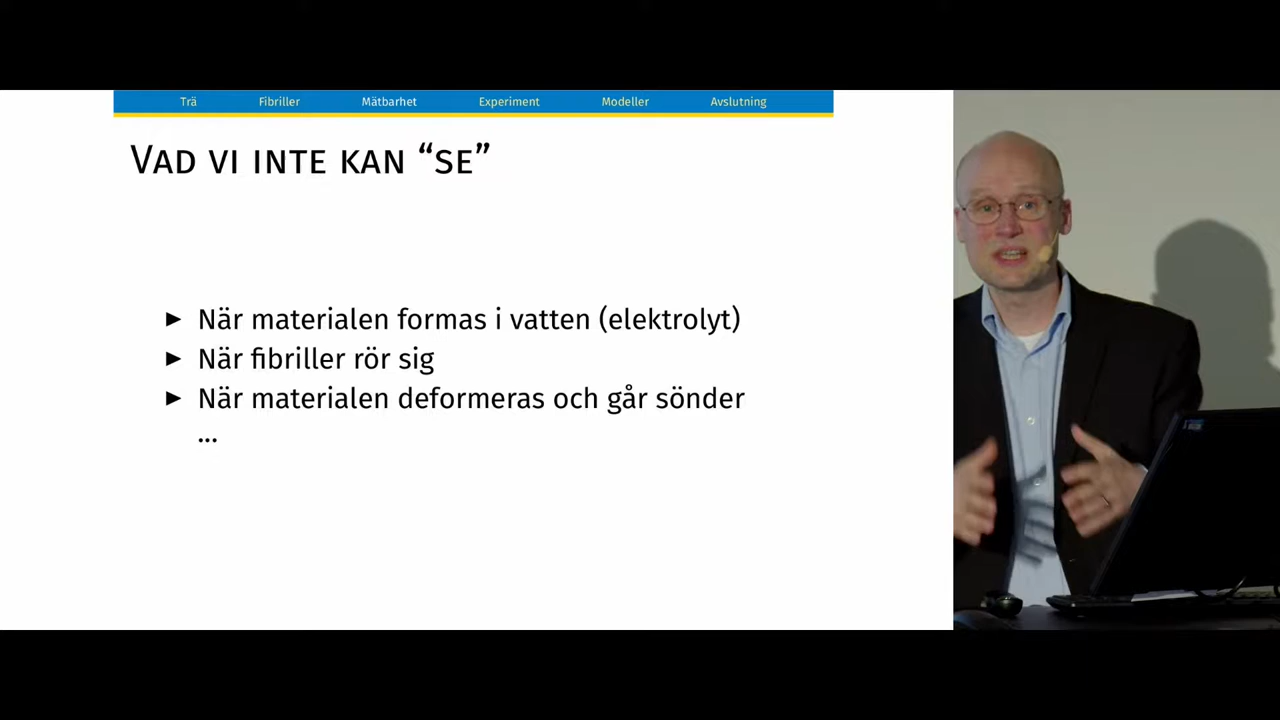 Trä Fibriller Mätbarhet Experiment Modeller Avslutning
VAD VI INTE KAN “SE”
► När materialen formas i vatten (elektrolyt)
► När fibriller rör sig
► När materialen deformeras och går sönder
...